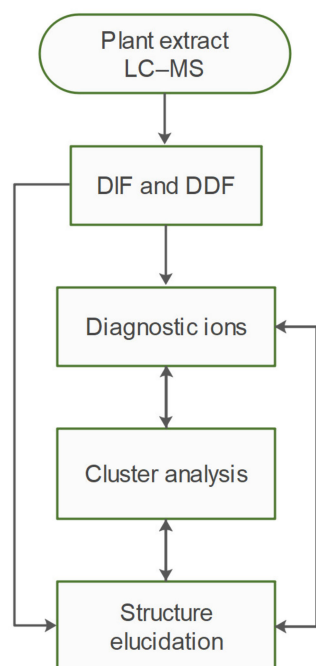 Plant extract
LC–MS
DIF and DDF
Diagnostic ions
Cluster analysis
Structure
elucidation